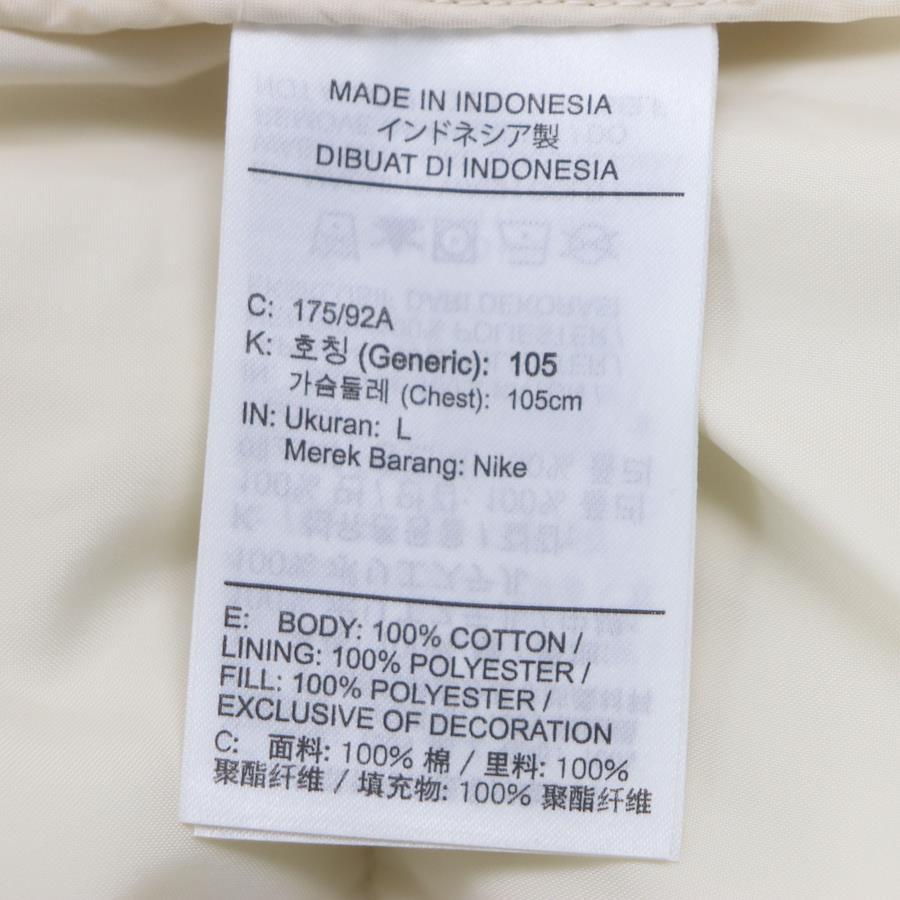 MADE IN INDONESIA
インドネシア製
DIBUAT DI INDONESIA
C: 175/92A
K: 호칭 (Generic): 105
가슴둘레 (Chest): 105cm
IN: Ukuran: L
Merek Barang: Nike
E: BODY: 100% COTTON /
LINING: 100% POLYESTER /
FILL: 100% POLYESTER /
EXCLUSIVE OF DECORATION
C: 面料: 100% 棉 / 里料: 100%
聚酯纤维 / 填充物: 100% 聚酯纤维